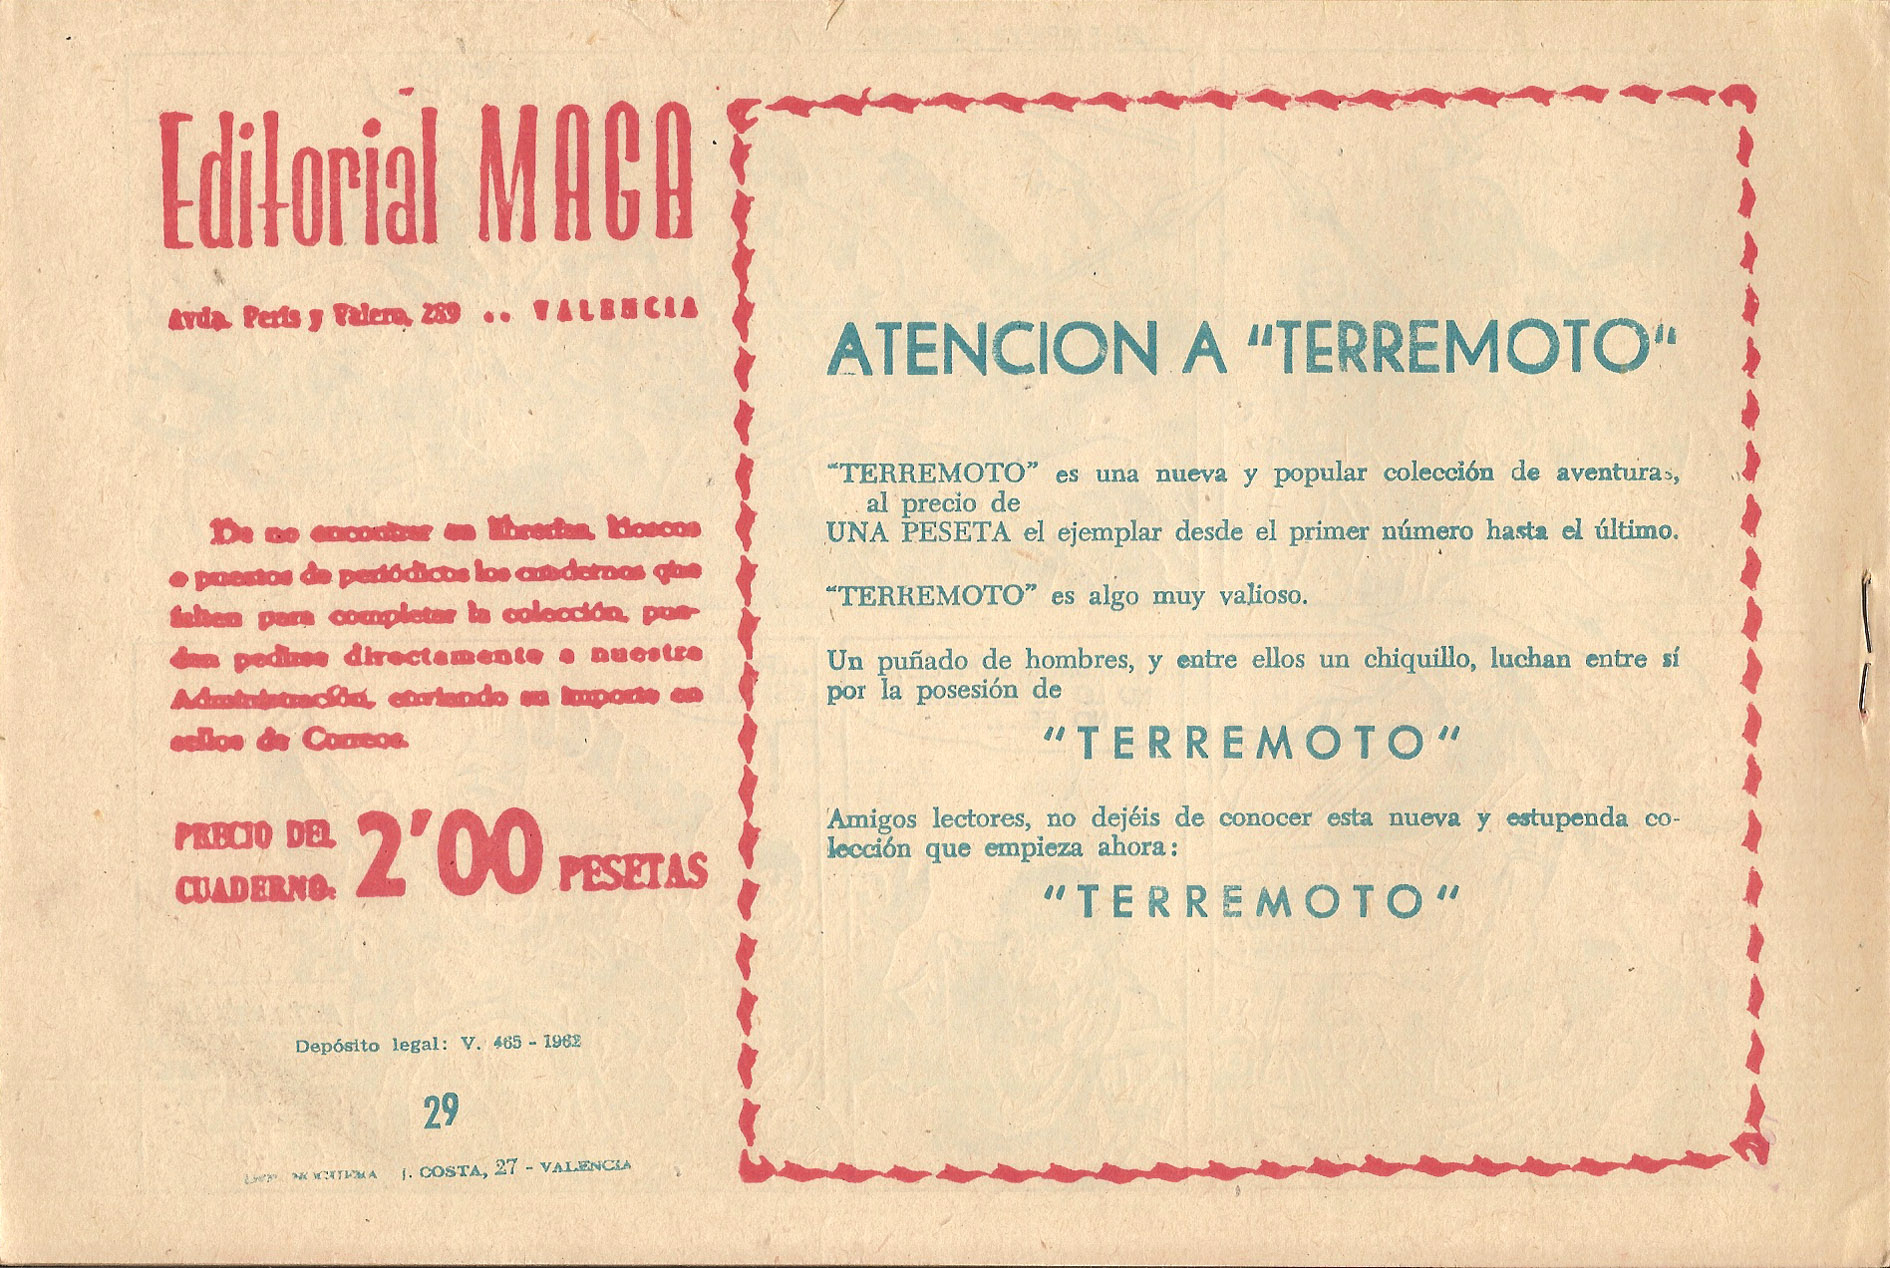 Editorial MAGA
Avda. Peris y Valero, 289 .. VALENCIA
De no encontrar en librerías, kioscos
o puestos de periódicos los cuadernos que
falten para completar la colección, pue-
den pedirse directamente a nuestra
Administración, enviando su importe en
sellos de Correos.
PRECIO DEL
CUADERNO: 2'00 PESETAS
Depósito legal: V. 465 - 1962
29
IMP. NOGUERA J. COSTA, 27 - VALENCIA
ATENCION A "TERREMOTO"
"TERREMOTO" es una nueva y popular colección de aventuras,
al precio de
UNA PESETA el ejemplar desde el primer número hasta el último.
"TERREMOTO" es algo muy valioso.
Un puñado de hombres, y entre ellos un chiquillo, luchan entre sí
por la posesión de
"TERREMOTO"
Amigos lectores, no dejéis de conocer esta nueva y estupenda co-
lección que empieza ahora:
"TERREMOTO"